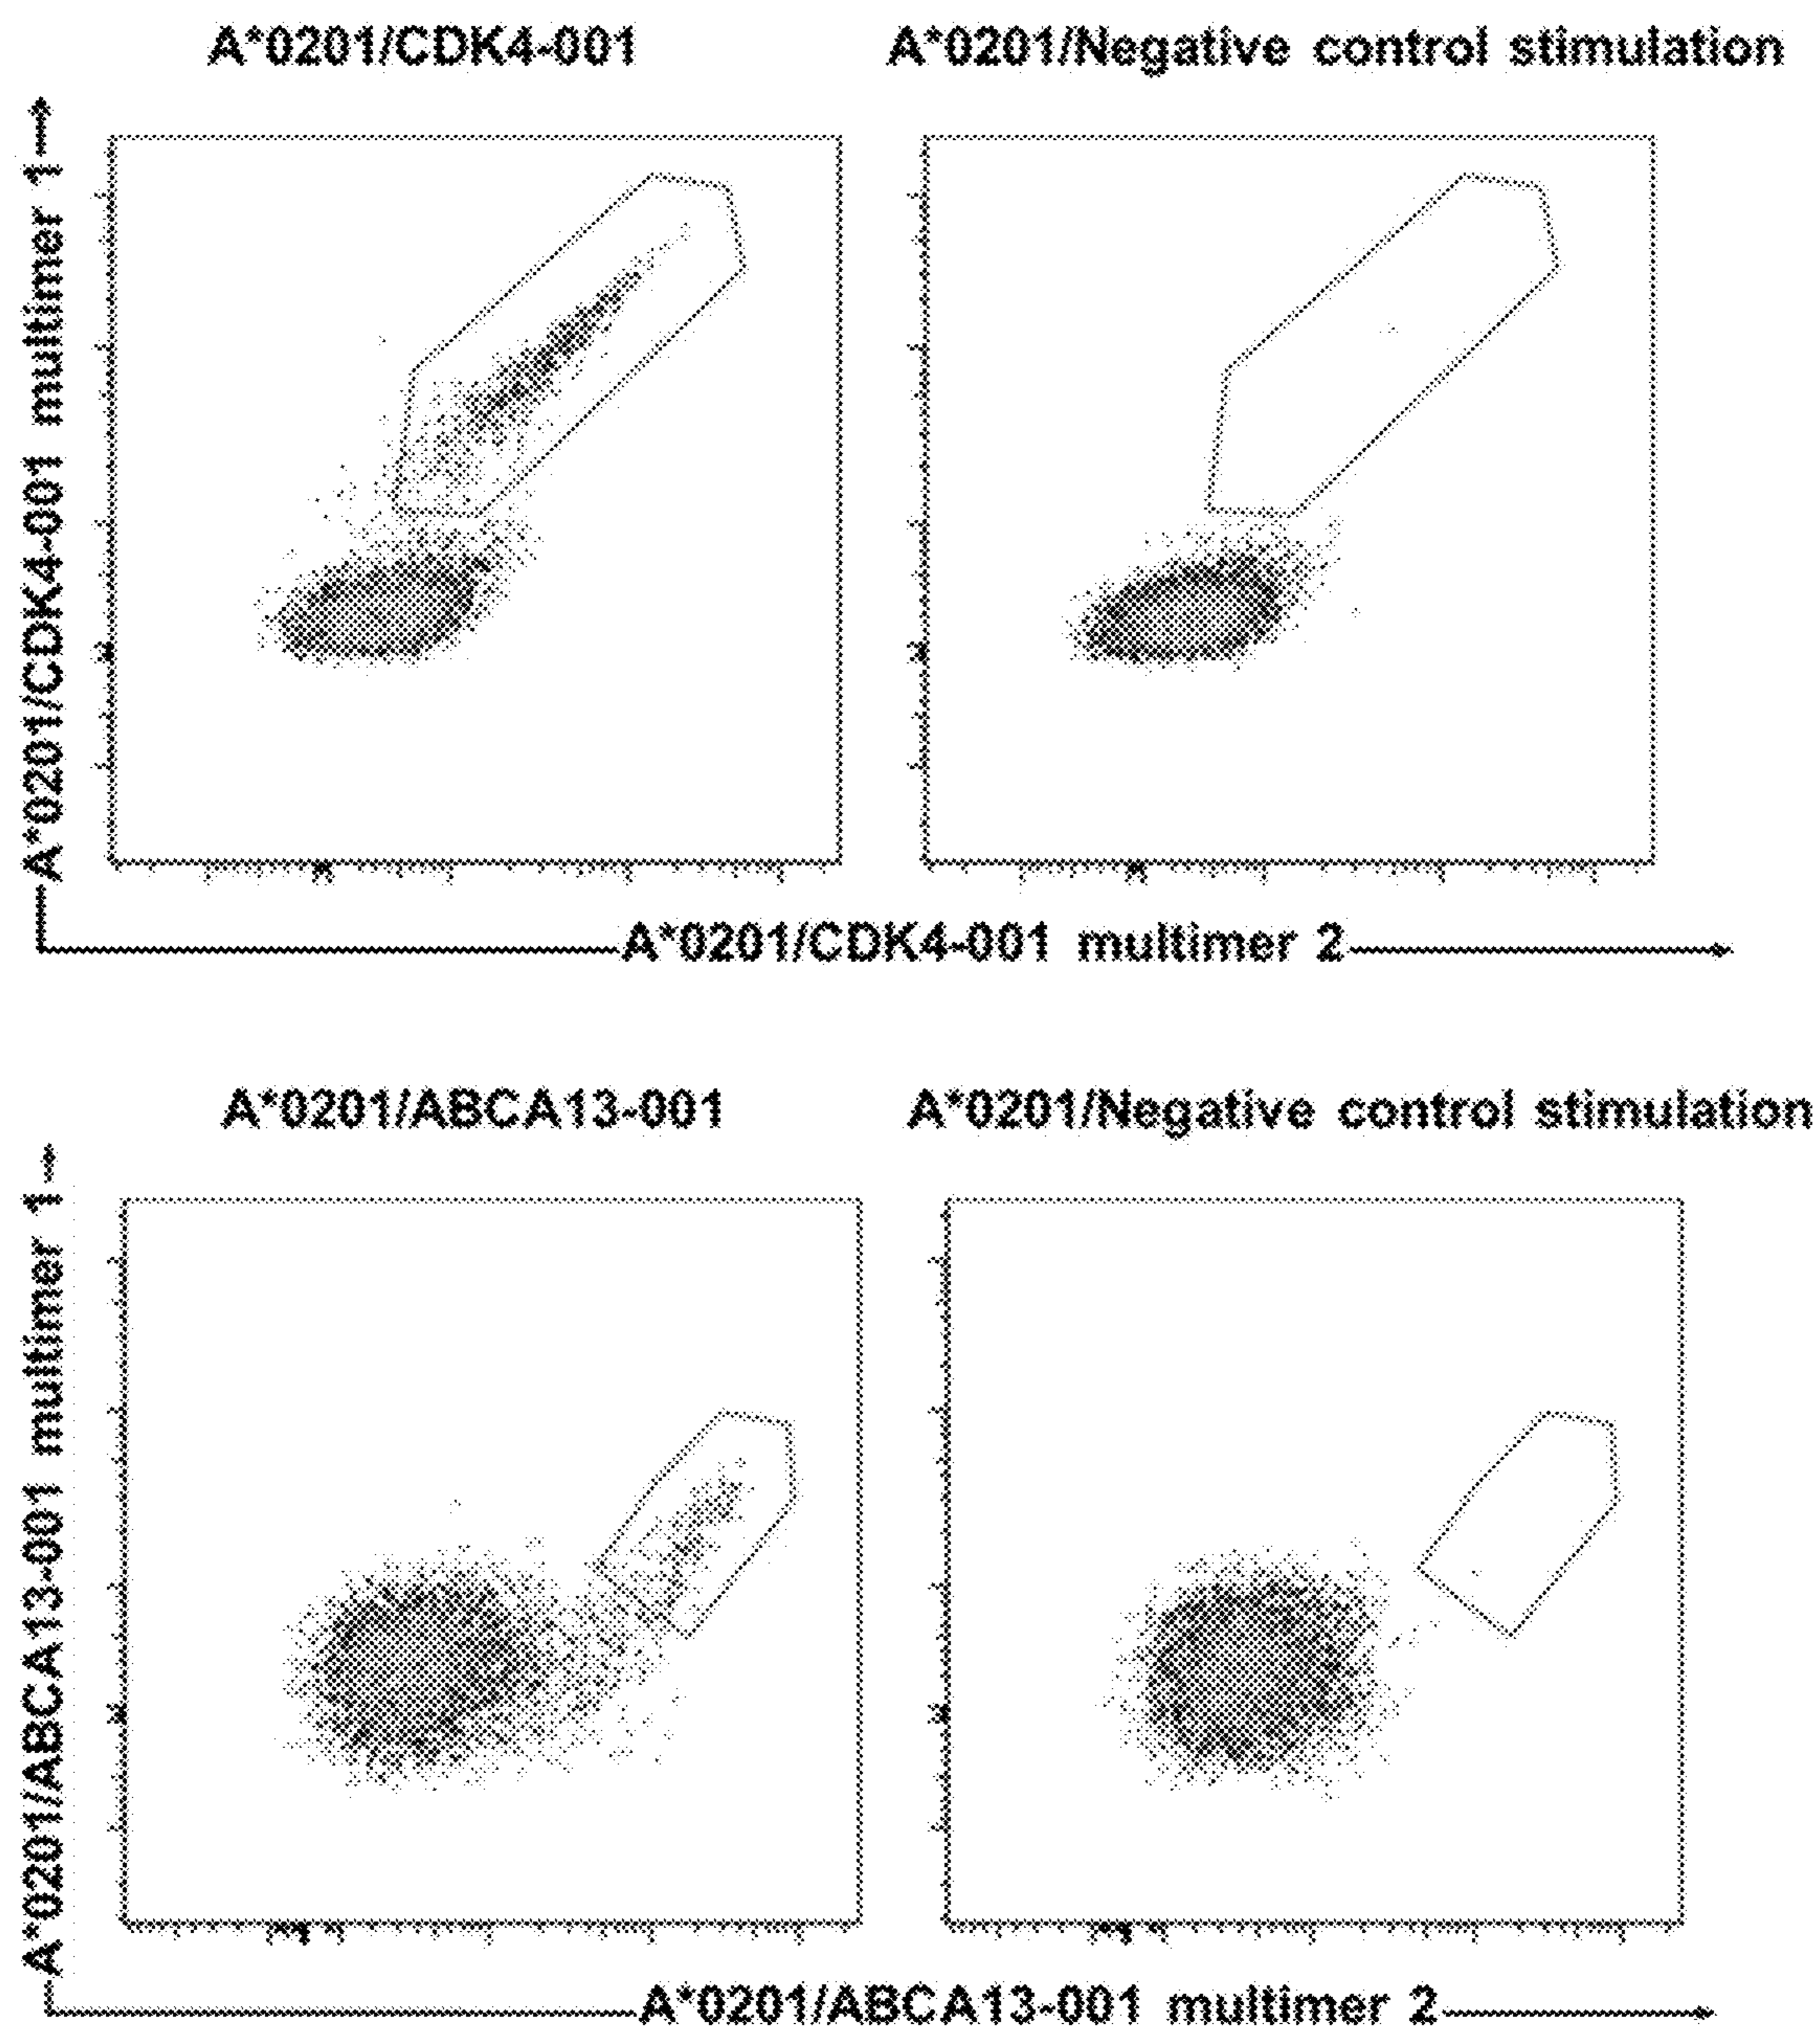 A*0201/CDK4-001
A*0201/Negative control stimulation
A*0201/CDK4-001 multimer 1
A*0201/CDK4-001 multimer 2
A*0201/ABCA13-001
A*0201/Negative control stimulation
A*0201/ABCA13-001 multimer 1
A*0201/ABCA13-001 multimer 2